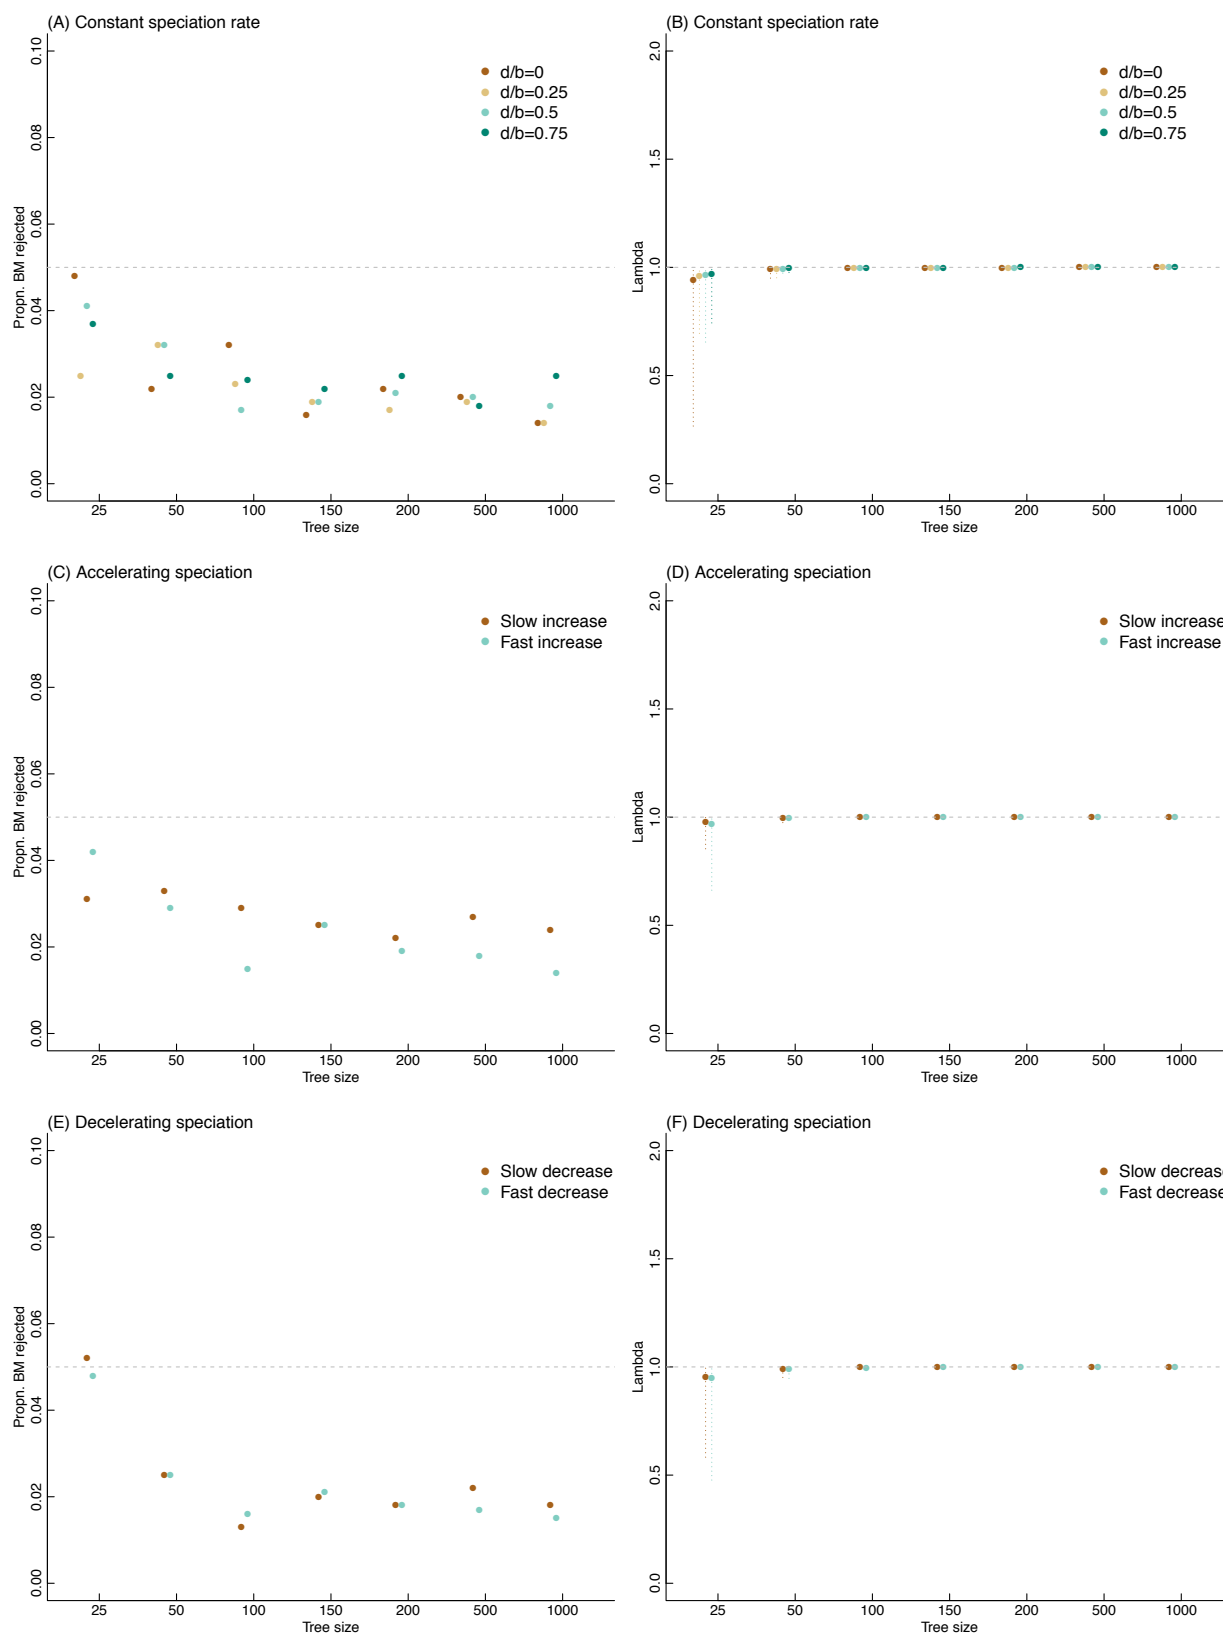 (A) Constant speciation rate
Propn. BM rejected
0.10
0.08
0.06
0.04
0.02
0.00
d/b=0
d/b=0.25
d/b=0.5
d/b=0.75
25 50 100 150 200 500 1000
Tree size
(B) Constant speciation rate
Lambda
2.0
1.5
1.0
0.5
0.0
d/b=0
d/b=0.25
d/b=0.5
d/b=0.75
25 50 100 150 200 500 1000
Tree size
(C) Accelerating speciation
Propn. BM rejected
0.10
0.08
0.06
0.04
0.02
0.00
Slow increase
Fast increase
25 50 100 150 200 500 1000
Tree size
(D) Accelerating speciation
Lambda
2.0
1.5
1.0
0.5
0.0
Slow increase
Fast increase
25 50 100 150 200 500 1000
Tree size
(E) Decelerating speciation
Propn. BM rejected
0.10
0.08
0.06
0.04
0.02
0.00
Slow decrease
Fast decrease
25 50 100 150 200 500 1000
Tree size
(F) Decelerating speciation
Lambda
2.0
1.5
1.0
0.5
0.0
Slow decrease
Fast decrease
25 50 100 150 200 500 1000
Tree size